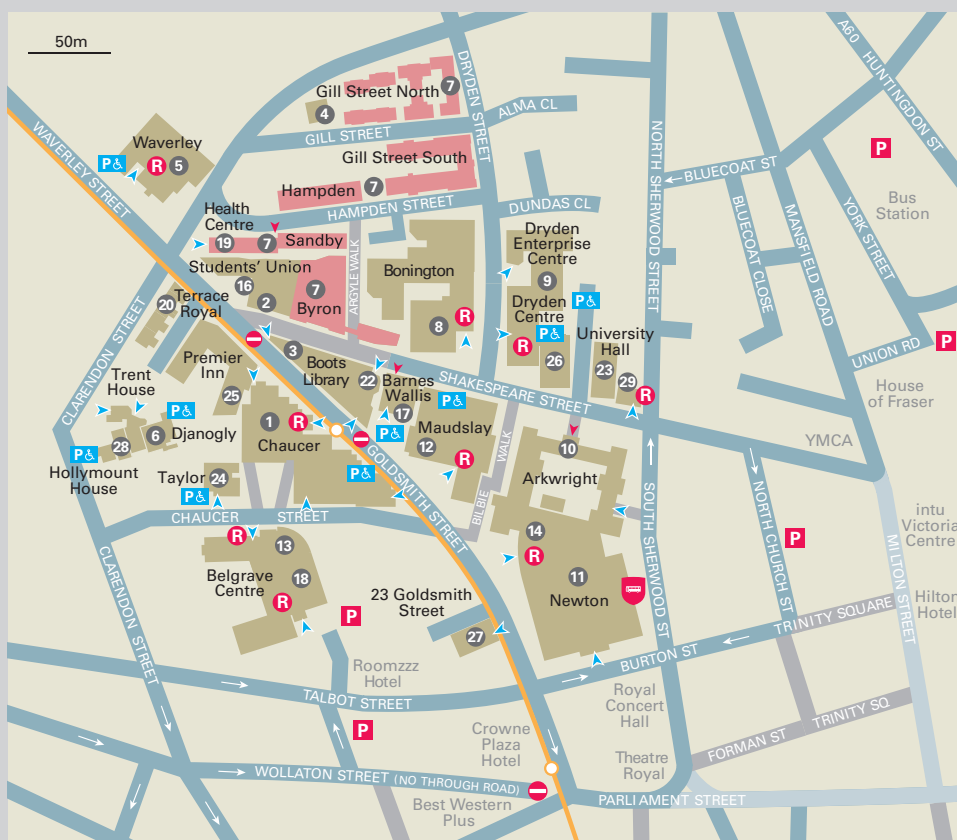 50m
A60 HUNTINGDON ST
DRYDEN STREET
Gill Street North
7
4
ALMA CL
GILL STREET
WAVERLEY STREET
Waverley
P
R
5
Gill Street South
NORTH SHERWOOD STREET
P
BLUECOAT ST
Hampden
7
HAMPDEN STREET
DUNDAS CL
Bus
Station
YORK STREET
MANSFIELD ROAD
BLUECOAT CLOSE
Health
Centre
19
7
Sandby
Dryden
Enterprise
Centre
9
Students' Union
16
2
7
Byron
ARGYLE WALK
Bonington
8
R
Dryden
Centre
P
P
R
26
University
Hall
23
29
R
20
Terrace
Royal
CLARENDON STREET
Premier
Inn
25
3
Boots
Library
22
Barnes
Wallis
17
P
P
SHAKESPEARE STREET
UNION RD
P
House
of Fraser
YMCA
Trent
House
P
6
Djanogly
28
P
Hollymount
House
1
R
Chaucer
P
Maudslay
12
R
BILBIE
WALK
10
Arkwright
GOLDSMITH STREET
Taylor
24
P
CHAUCER
STREET
SOUTH SHERWOOD ST
NORTH CHURCH ST
P
intu
Victoria
Centre
MILTON STREET
R
13
Belgrave
Centre
18
R
14
R
11
Newton
CLARENDON STREET
23 Goldsmith
Street
27
P
Hilton
Hotel
TRINITY SQUARE
BURTON ST
Roomzzz
Hotel
TALBOT STREET
Royal
Concert
Hall
TRINITY SQ
FORMAN ST
P
Crowne
Plaza
Hotel
Theatre
Royal
WOLLATON STREET (NO THROUGH ROAD)
Best Western
Plus
PARLIAMENT STREET